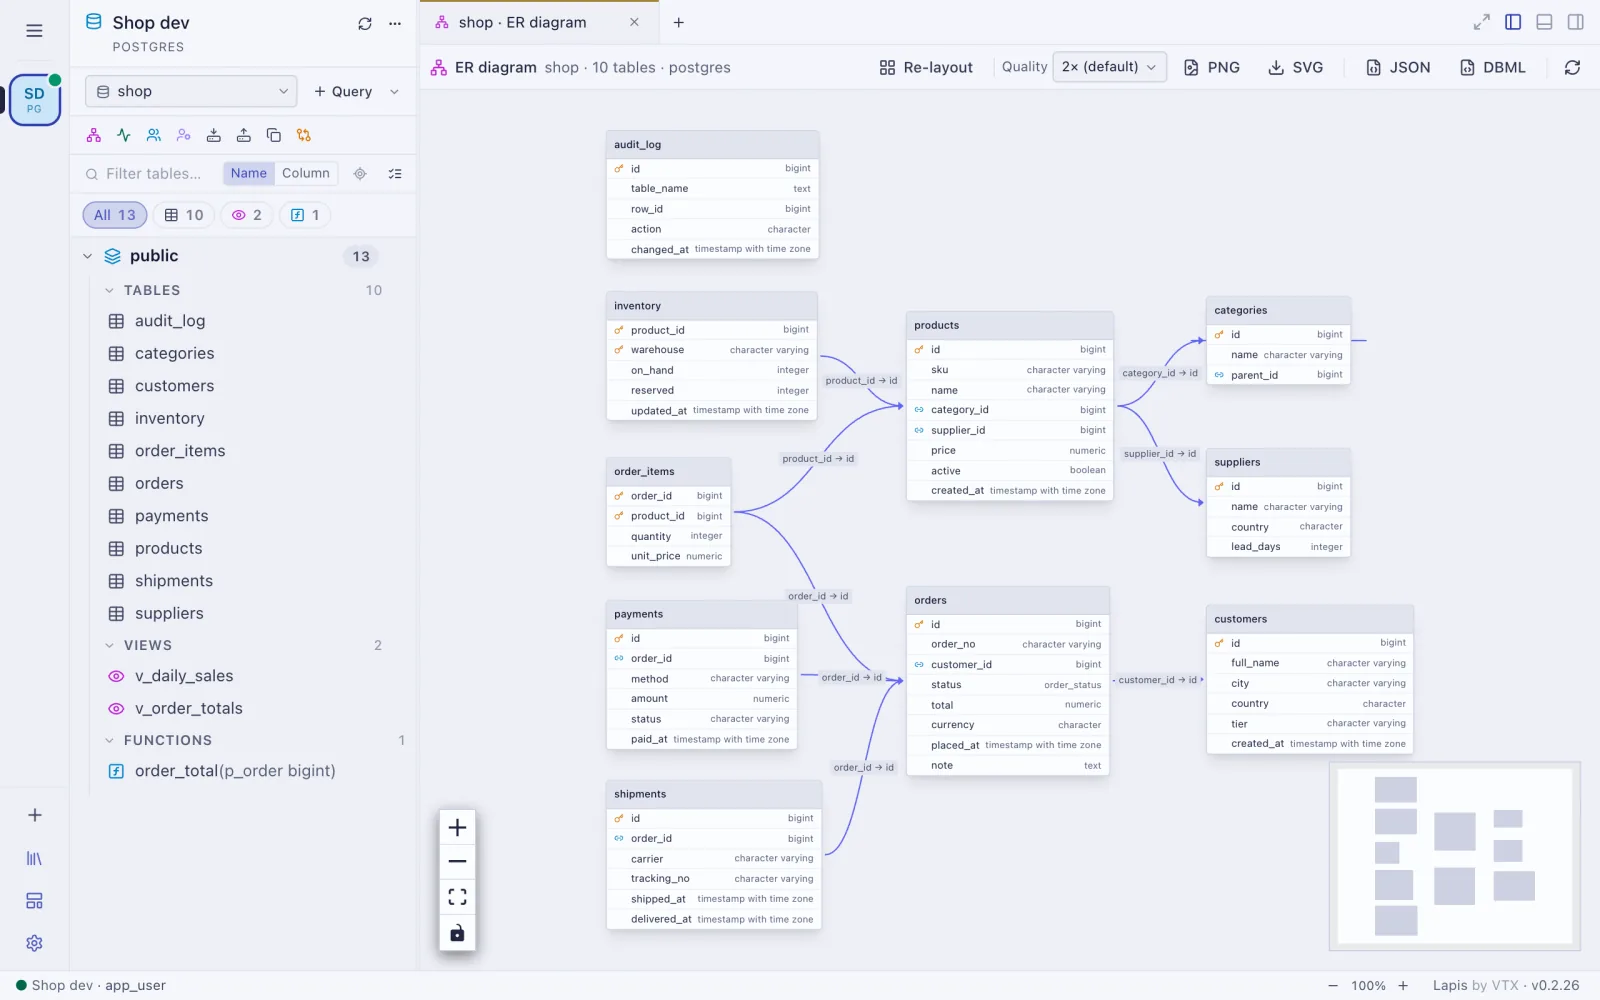 Shop dev
POSTGRES
SD
PG
shop
Query
Filter tables...
Name
Column
All 13
10
2
1
public
13
TABLES
10
audit_log
categories
customers
inventory
order_items
orders
payments
products
shipments
suppliers
VIEWS
2
v_daily_sales
v_order_totals
FUNCTIONS
1
order_total(p_order bigint)
shop · ER diagram
ER diagram shop · 10 tables · postgres
Re-layout
Quality
2× (default)
PNG
SVG
JSON
DBML
audit_log
id bigint
table_name text
row_id bigint
action character
changed_at timestamp with time zone
inventory
product_id bigint
warehouse character varying
on_hand integer
reserved integer
updated_at timestamp with time zone
order_items
order_id bigint
product_id bigint
quantity integer
unit_price numeric
payments
id bigint
order_id bigint
method character varying
amount numeric
status character varying
paid_at timestamp with time zone
shipments
id bigint
order_id bigint
carrier character varying
tracking_no character varying
shipped_at timestamp with time zone
delivered_at timestamp with time zone
product_id → id
product_id → id
order_id → id
order_id → id
order_id → id
products
id bigint
sku character varying
name character varying
category_id bigint
supplier_id bigint
price numeric
active boolean
created_at timestamp with time zone
orders
id bigint
order_no character varying
customer_id bigint
status order_status
total numeric
currency character
placed_at timestamp with time zone
note text
category_id → id
supplier_id → id
customer_id → id
categories
id bigint
name character varying
parent_id bigint
suppliers
id bigint
name character varying
country character
lead_days integer
customers
id bigint
full_name character varying
city character varying
country character
tier character varying
created_at timestamp with time zone
Shop dev · app_user
100%
Lapis by VTX · v0.2.26